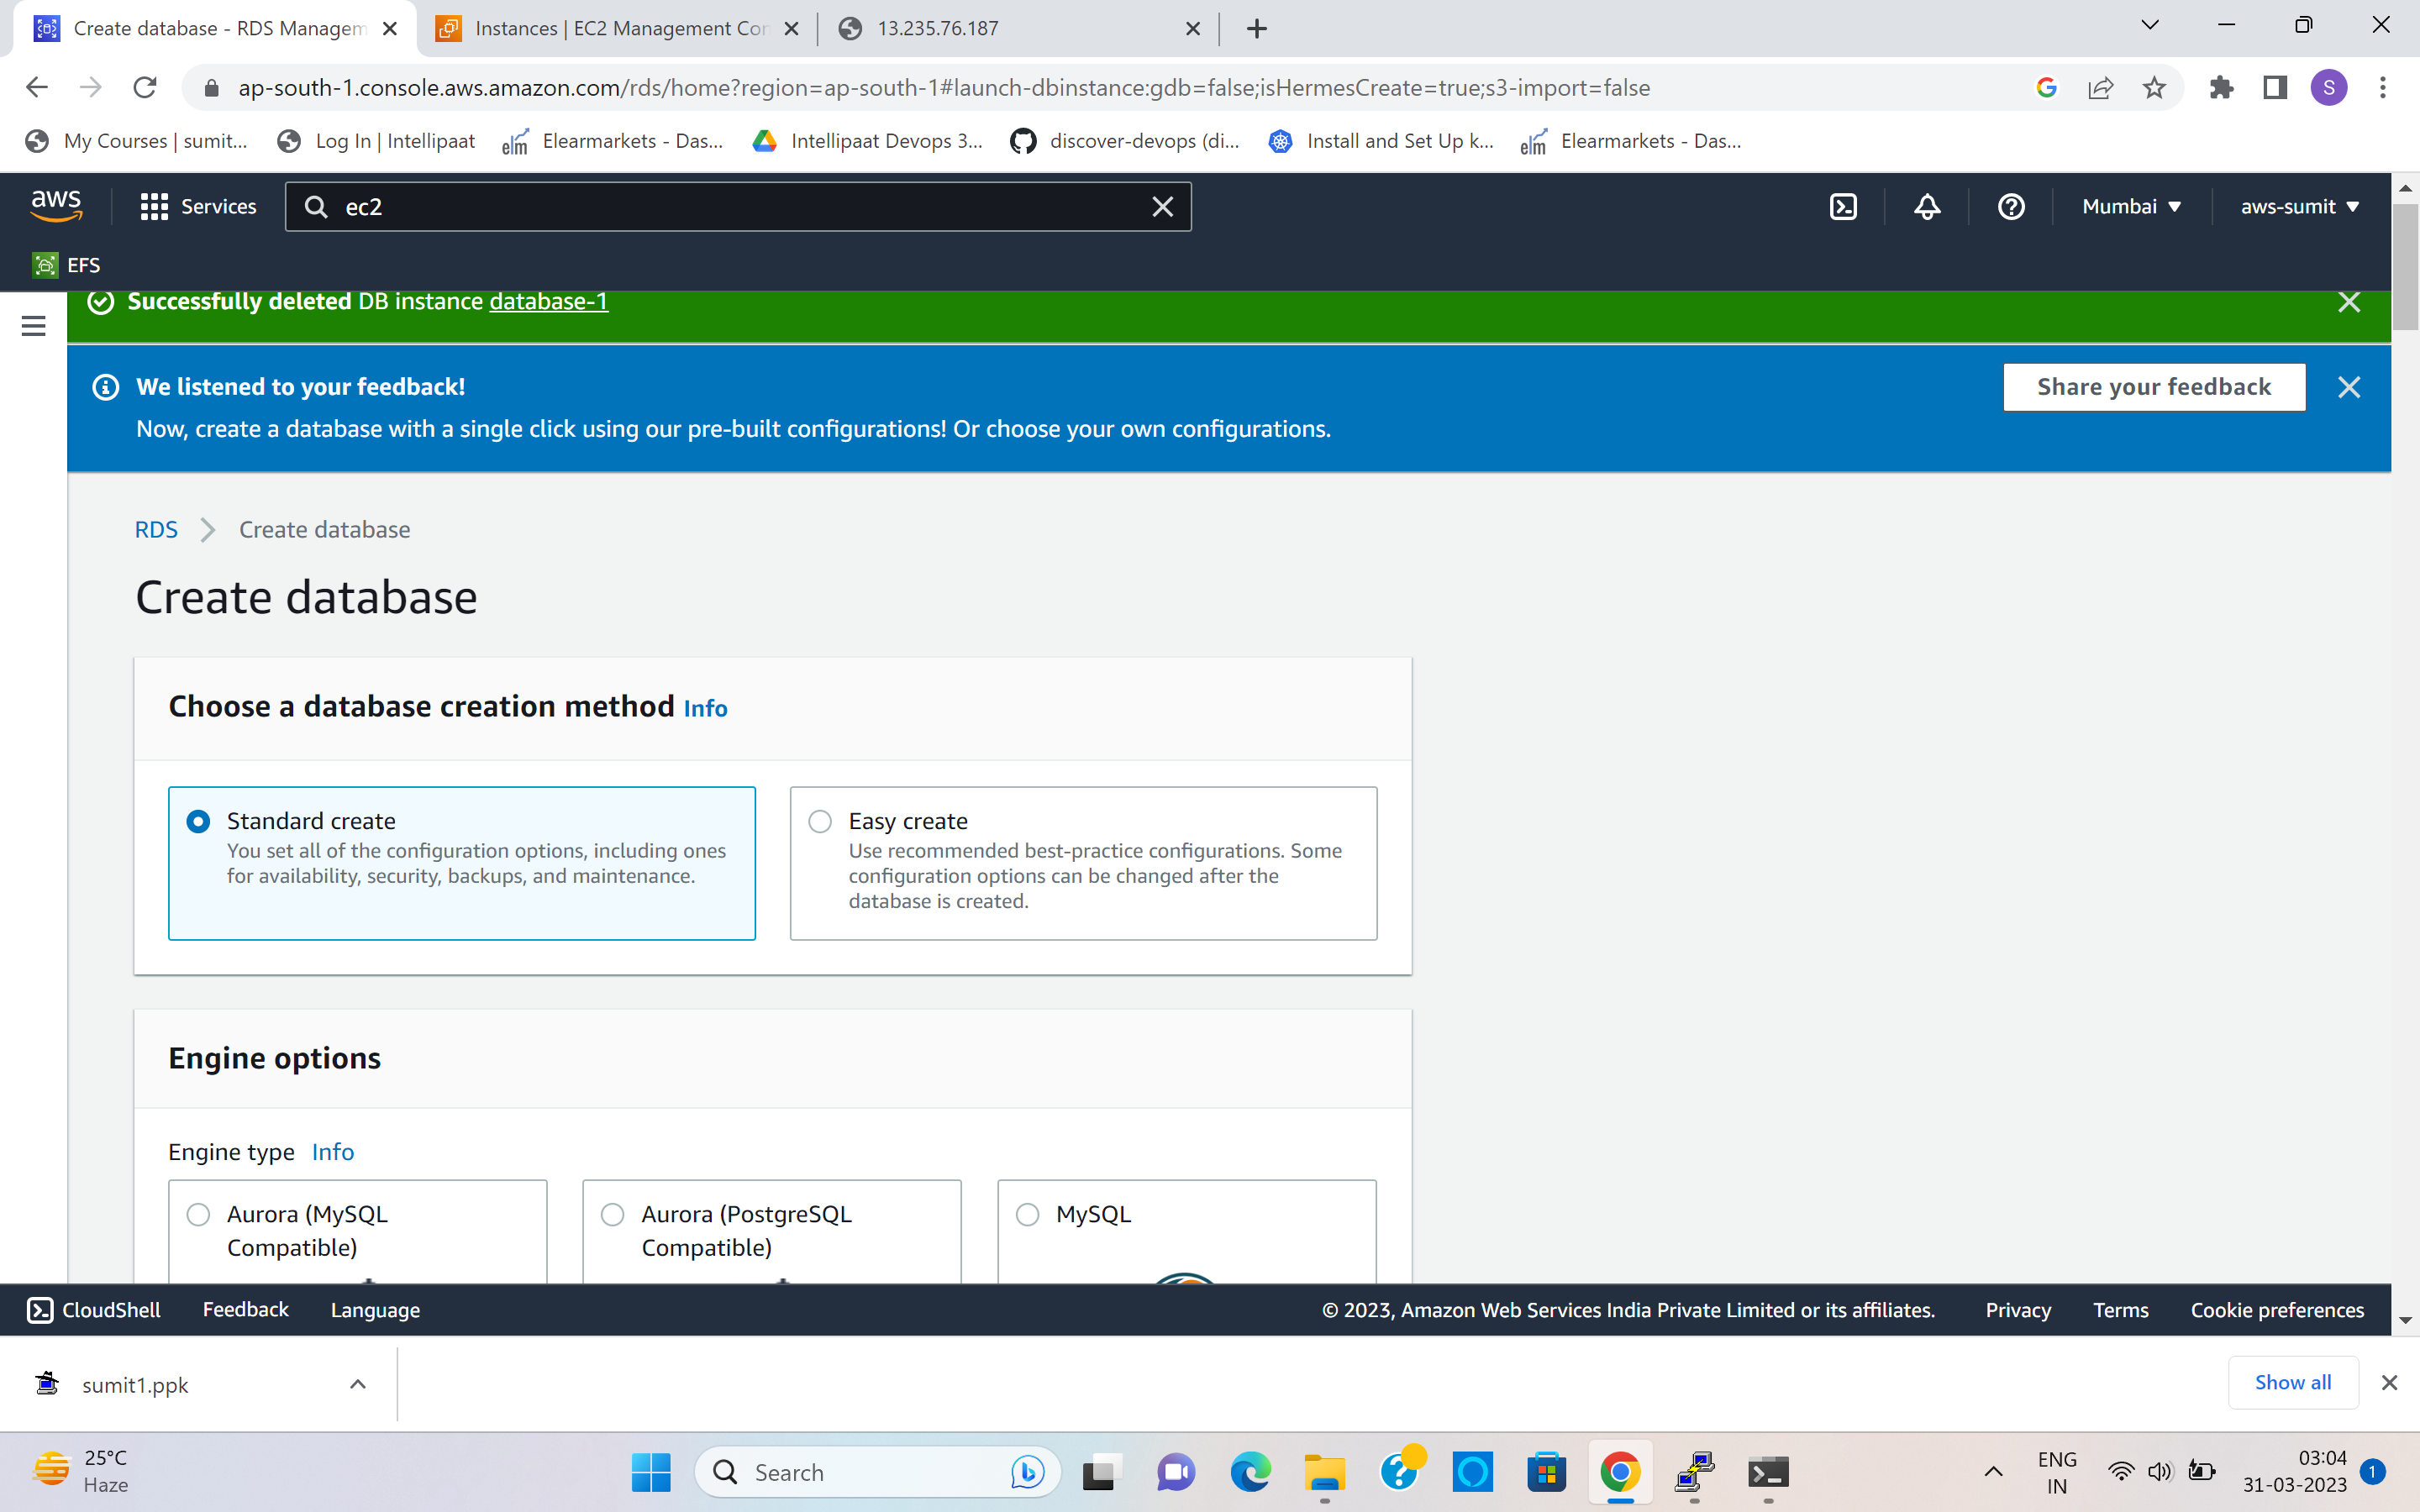 Create database - RDS Managem
Instances | EC2 Management Con
13.235.76.187
ap-south-1.console.aws.amazon.com/rds/home?region=ap-south-1#launch-dbinstance:gdb=false;isHermesCreate=true;s3-import=false
S
My Courses | sumit...
Log In | Intellipaat
elm
Elearmarkets - Das...
Intellipaat Devops 3...
discover-devops (di...
Install and Set Up k...
elm
Elearmarkets - Das...
aws
Services
ec2
Mumbai
aws-sumit
EFS
Successfully deleted DB instance database-1
We listened to your feedback!
Share your feedback
Now, create a database with a single click using our pre-built configurations! Or choose your own configurations.
RDS
Create database
Create database
Choose a database creation method Info
Standard create
You set all of the configuration options, including ones
for availability, security, backups, and maintenance.
Easy create
Use recommended best-practice configurations. Some
configuration options can be changed after the
database is created.
Engine options
Engine type Info
Aurora (MySQL
Compatible)
Aurora (PostgreSQL
Compatible)
MySQL
CloudShell
Feedback
Language
© 2023, Amazon Web Services India Private Limited or its affiliates.
Privacy
Terms
Cookie preferences
sumit1.ppk
Show all
25°C
Haze
Search
ENG
IN
03:04
31-03-2023
1